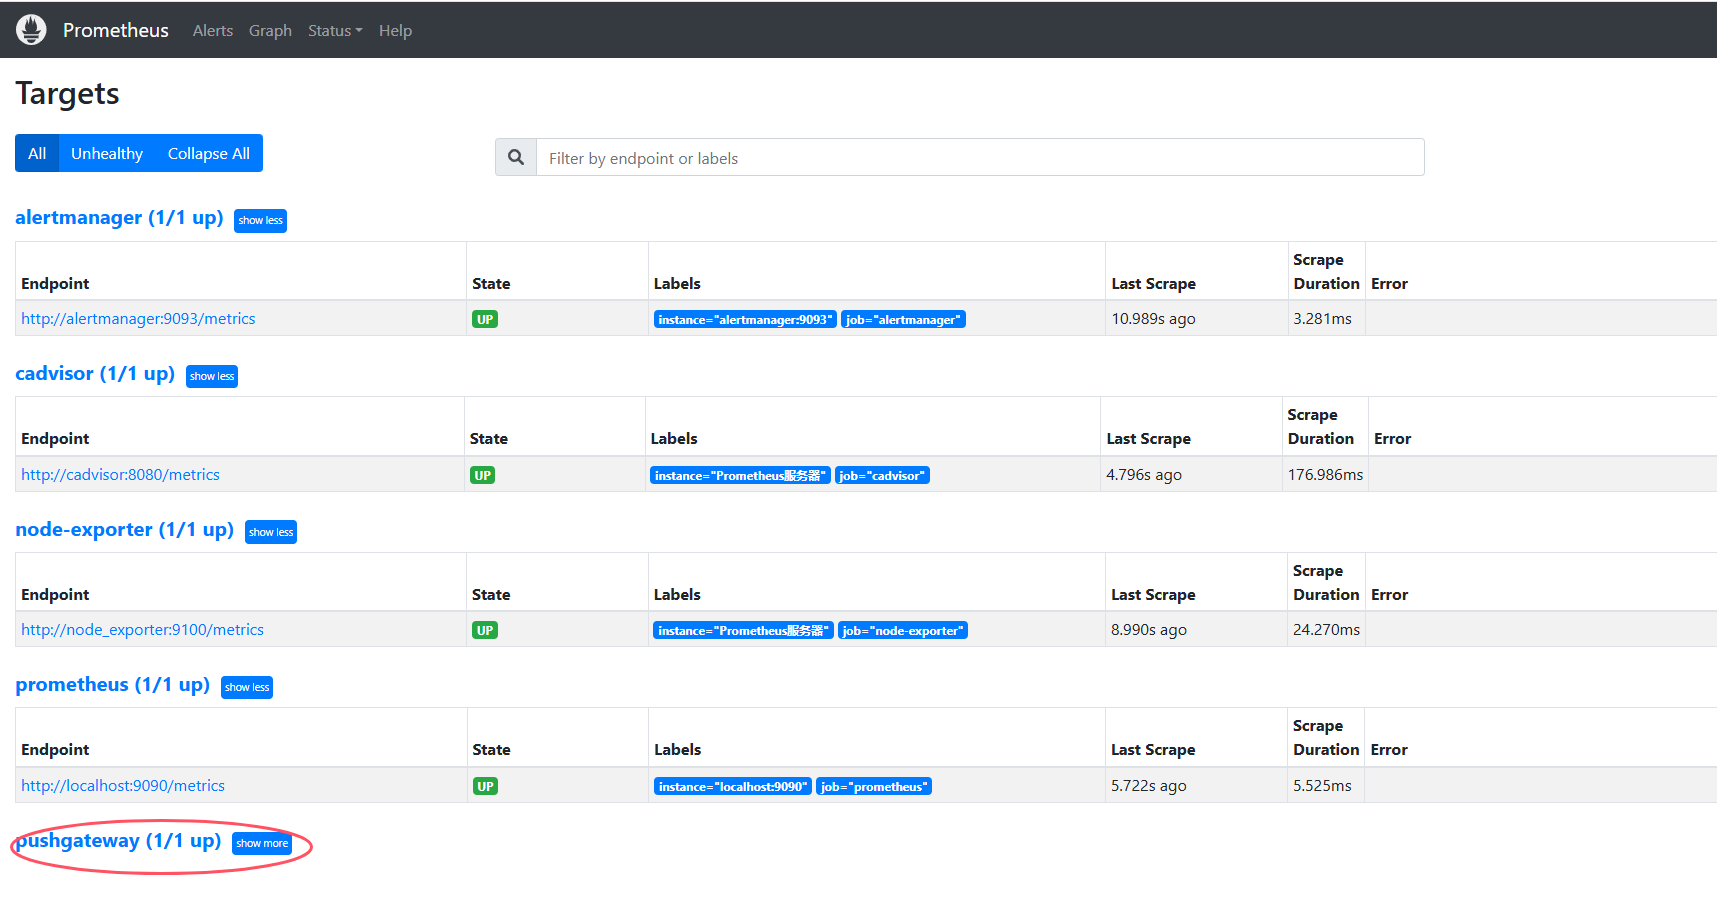 Prometheus Alerts Graph Status Help
Targets
All Unhealthy Collapse All Filter by endpoint or labels
alertmanager (1/1 up) show less
Endpoint State Labels Last Scrape Scrape Duration Error
http://alertmanager:9093/metrics UP instance="alertmanager:9093" job="alertmanager" 10.989s ago 3.281ms
cadvisor (1/1 up) show less
Endpoint State Labels Last Scrape Scrape Duration Error
http://cadvisor:8080/metrics UP instance="Prometheus服务器" job="cadvisor" 4.796s ago 176.986ms
node-exporter (1/1 up) show less
Endpoint State Labels Last Scrape Scrape Duration Error
http://node_exporter:9100/metrics UP instance="Prometheus服务器" job="node-exporter" 8.990s ago 24.270ms
prometheus (1/1 up) show less
Endpoint State Labels Last Scrape Scrape Duration Error
http://localhost:9090/metrics UP instance="localhost:9090" job="prometheus" 5.722s ago 5.525ms
pushgateway (1/1 up) show more